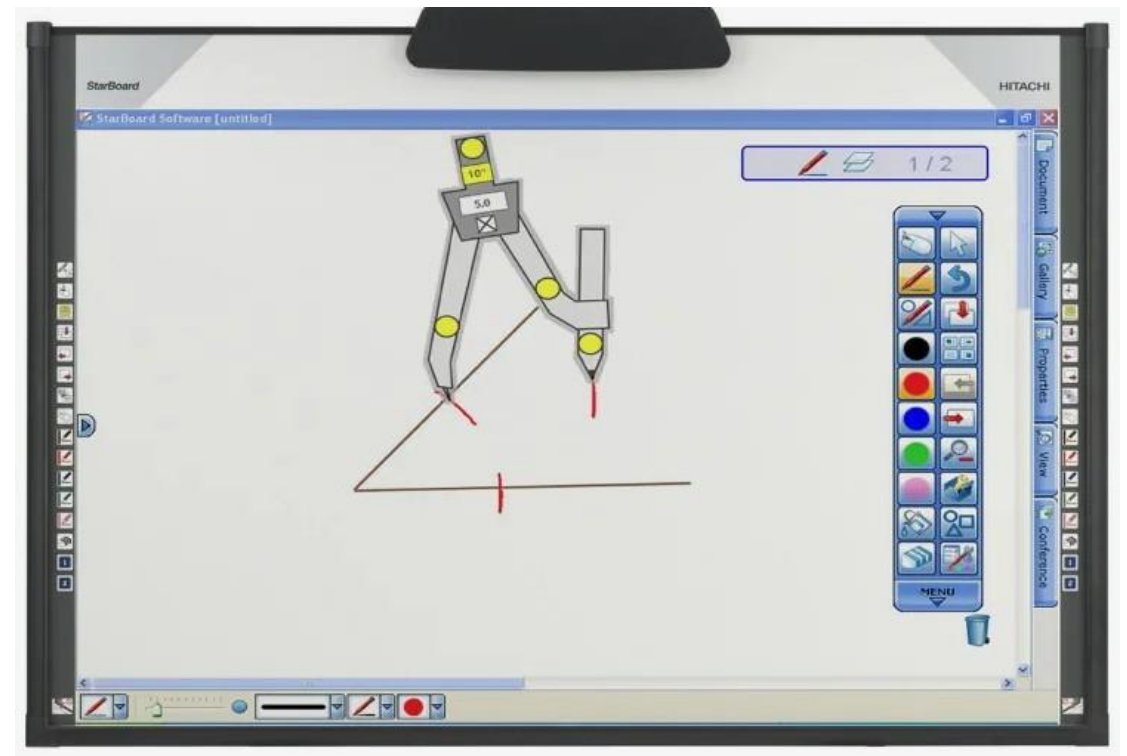 StarBoard
HITACHI
StarBoard Software [untitled]
10°
5.0
1 / 2
Document
Gallery
Properties
View
Conference
MENU